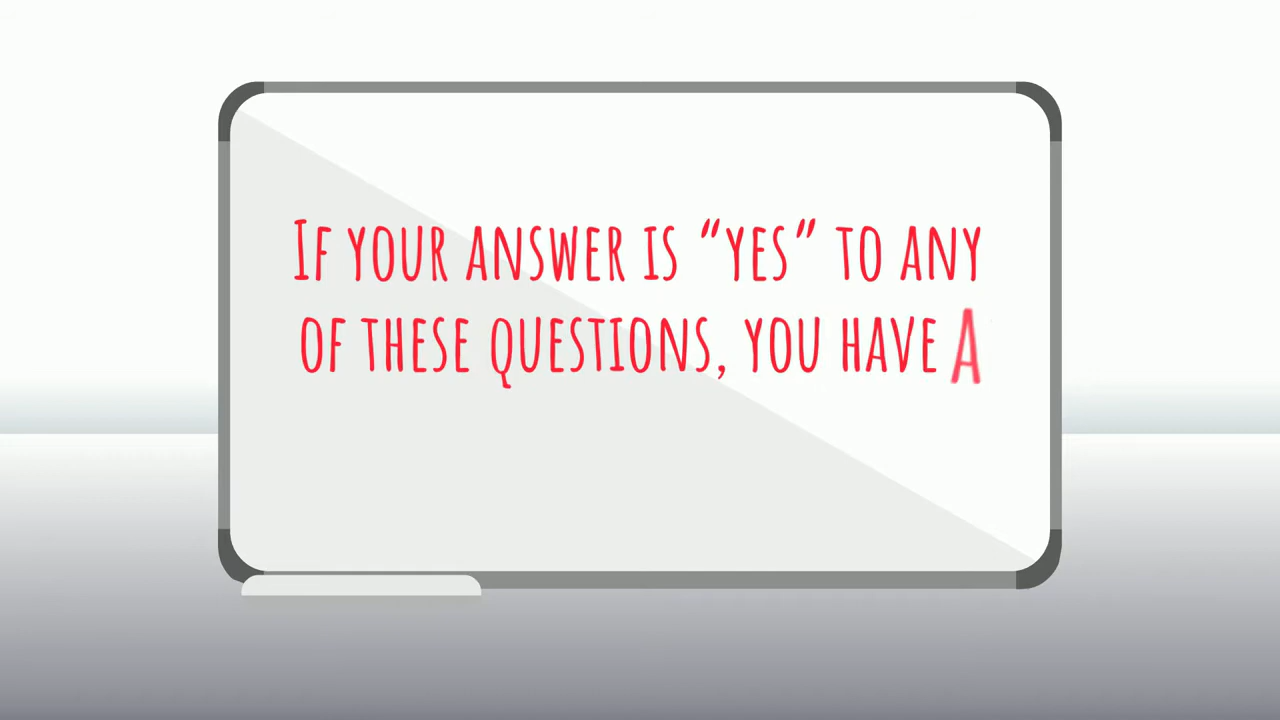 If your answer is “yes” to any
of these questions, you have a